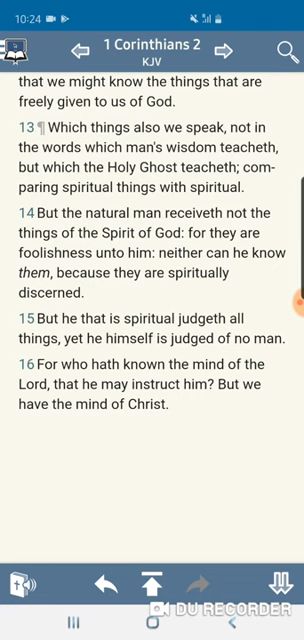 10:24
1 Corinthians 2
KJV
that we might know the things that are
freely given to us of God.
13 ¶ Which things also we speak, not in
the words which man's wisdom teacheth,
but which the Holy Ghost teacheth; com-
paring spiritual things with spiritual.
14 But the natural man receiveth not the
things of the Spirit of God: for they are
foolishness unto him: neither can he know
them, because they are spiritually
discerned.
15 But he that is spiritual judgeth all
things, yet he himself is judged of no man.
16 For who hath known the mind of the
Lord, that he may instruct him? But we
have the mind of Christ.
DU RECORDER